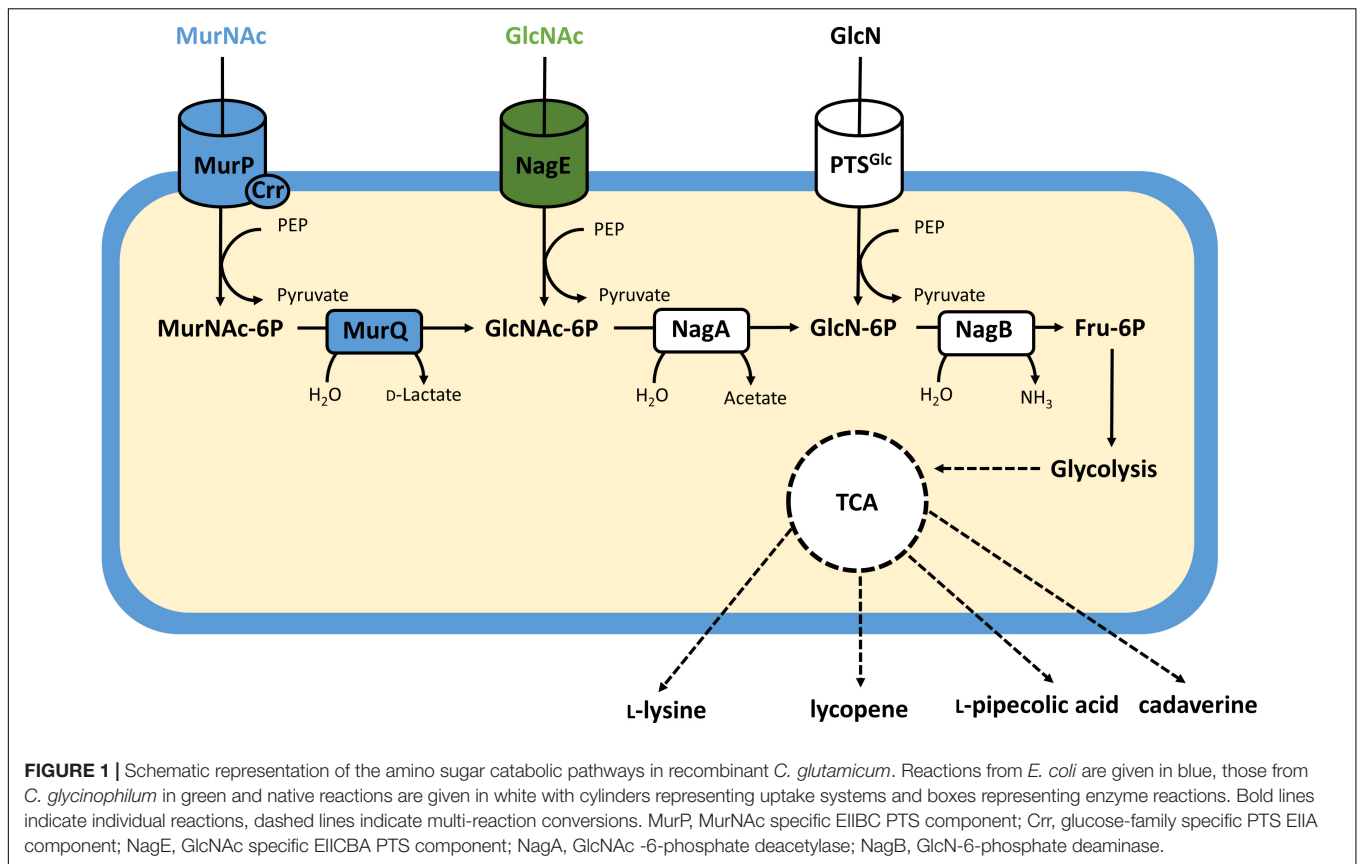 MurNAc GlcNAc GlcN
MurP Crr NagE PTS^Glc
PEP PEP PEP
Pyruvate Pyruvate Pyruvate
MurNAc-6P MurQ GlcNAc-6P NagA GlcN-6P NagB Fru-6P
H₂O D-Lactate H₂O Acetate H₂O NH₃
Glycolysis
TCA
L-lysine lycopene L-pipecolic acid cadaverine
FIGURE 1 | Schematic representation of the amino sugar catabolic pathways in recombinant C. glutamicum. Reactions from E. coli are given in blue, those from
C. glycinophilum in green and native reactions are given in white with cylinders representing uptake systems and boxes representing enzyme reactions. Bold lines
indicate individual reactions, dashed lines indicate multi-reaction conversions. MurP, MurNAc specific EIIBC PTS component; Crr, glucose-family specific PTS EIIA
component; NagE, GlcNAc specific EIICBA PTS component; NagA, GlcNAc -6-phosphate deacetylase; NagB, GlcN-6-phosphate deaminase.